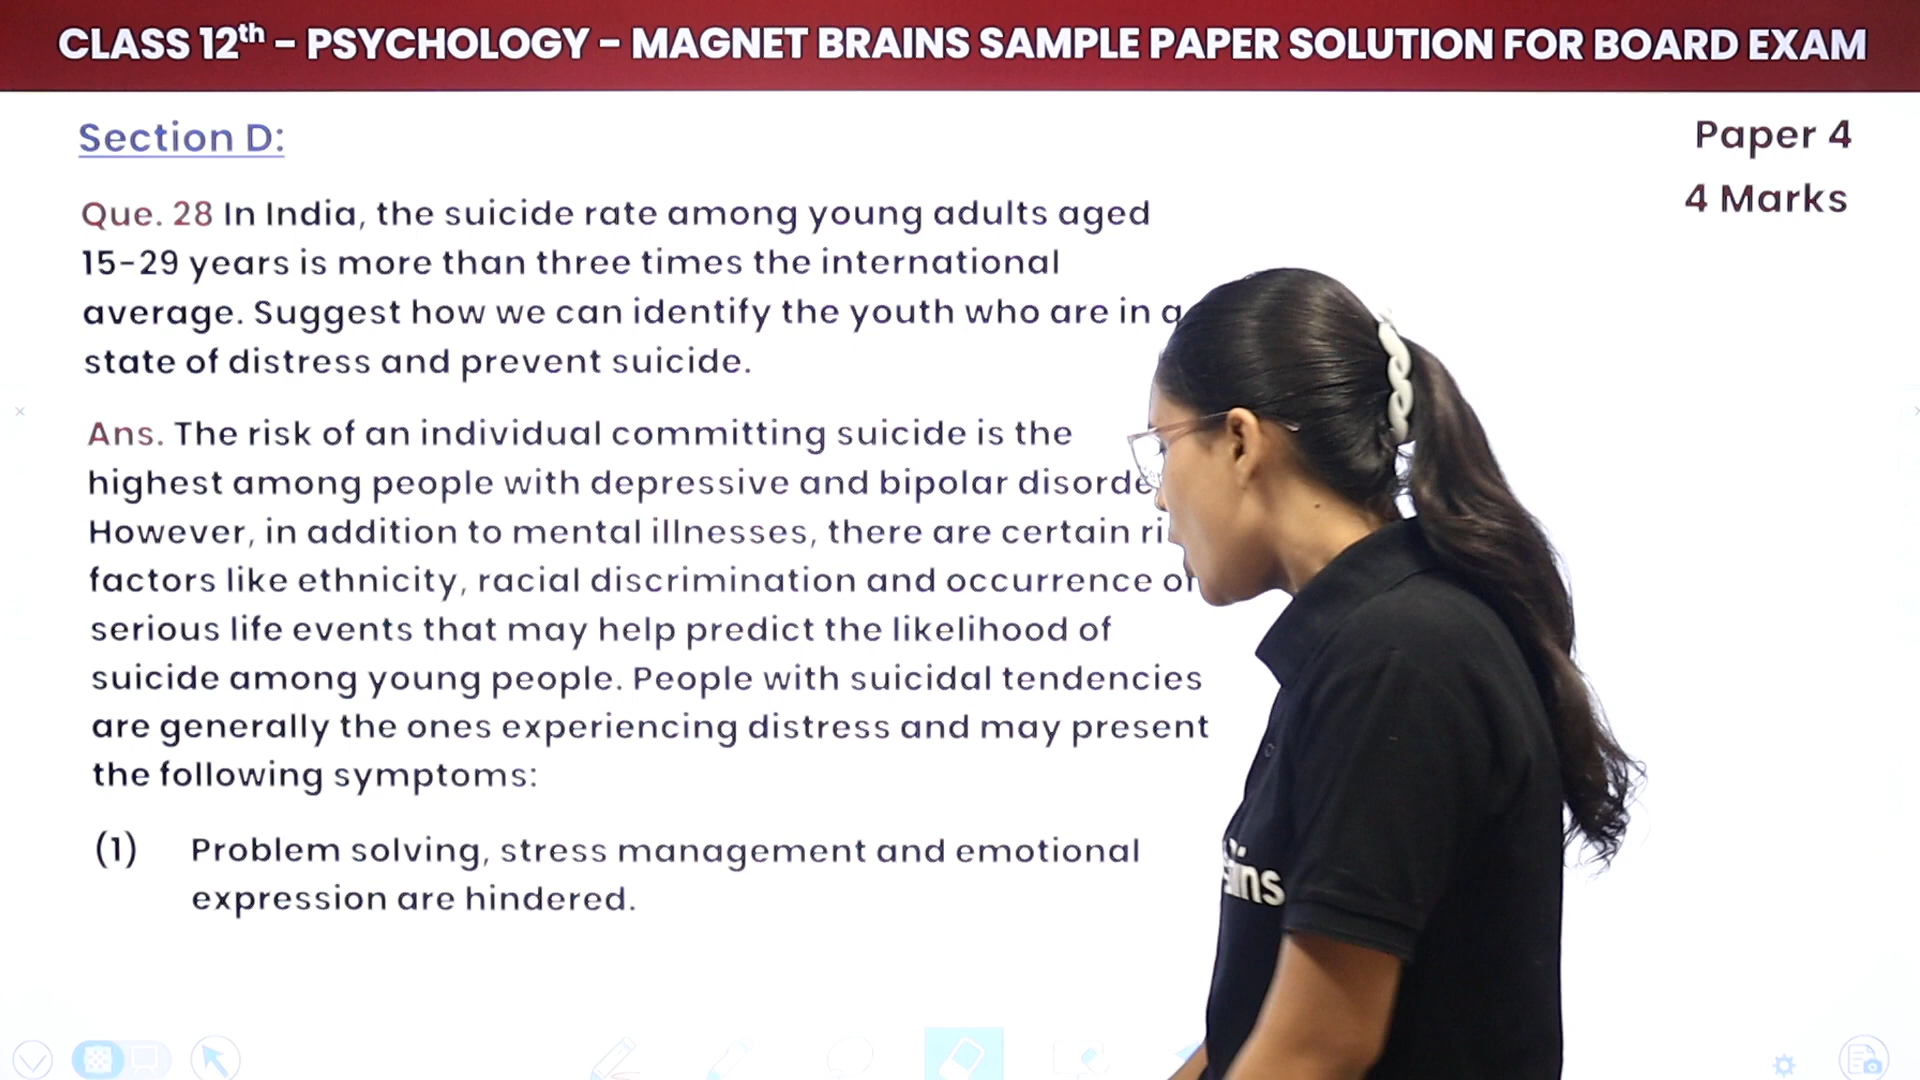 CLASS 12th – PSYCHOLOGY – MAGNET BRAINS SAMPLE PAPER SOLUTION FOR BOARD EXAM
Section D:
Paper 4
4 Marks
Que. 28 In India, the suicide rate among young adults aged
15-29 years is more than three times the international
average. Suggest how we can identify the youth who are in a
state of distress and prevent suicide.
Ans. The risk of an individual committing suicide is the
highest among people with depressive and bipolar
However, in addition to mental illnesses, there are certain
factors like ethnicity, racial discrimination and occurrence of
serious life events that may help predict the likelihood of
suicide among young people. People with suicidal tendencies
are generally the ones experiencing distress and may present
the following symptoms:
(1) Problem solving, stress management and emotional
expression are hindered.